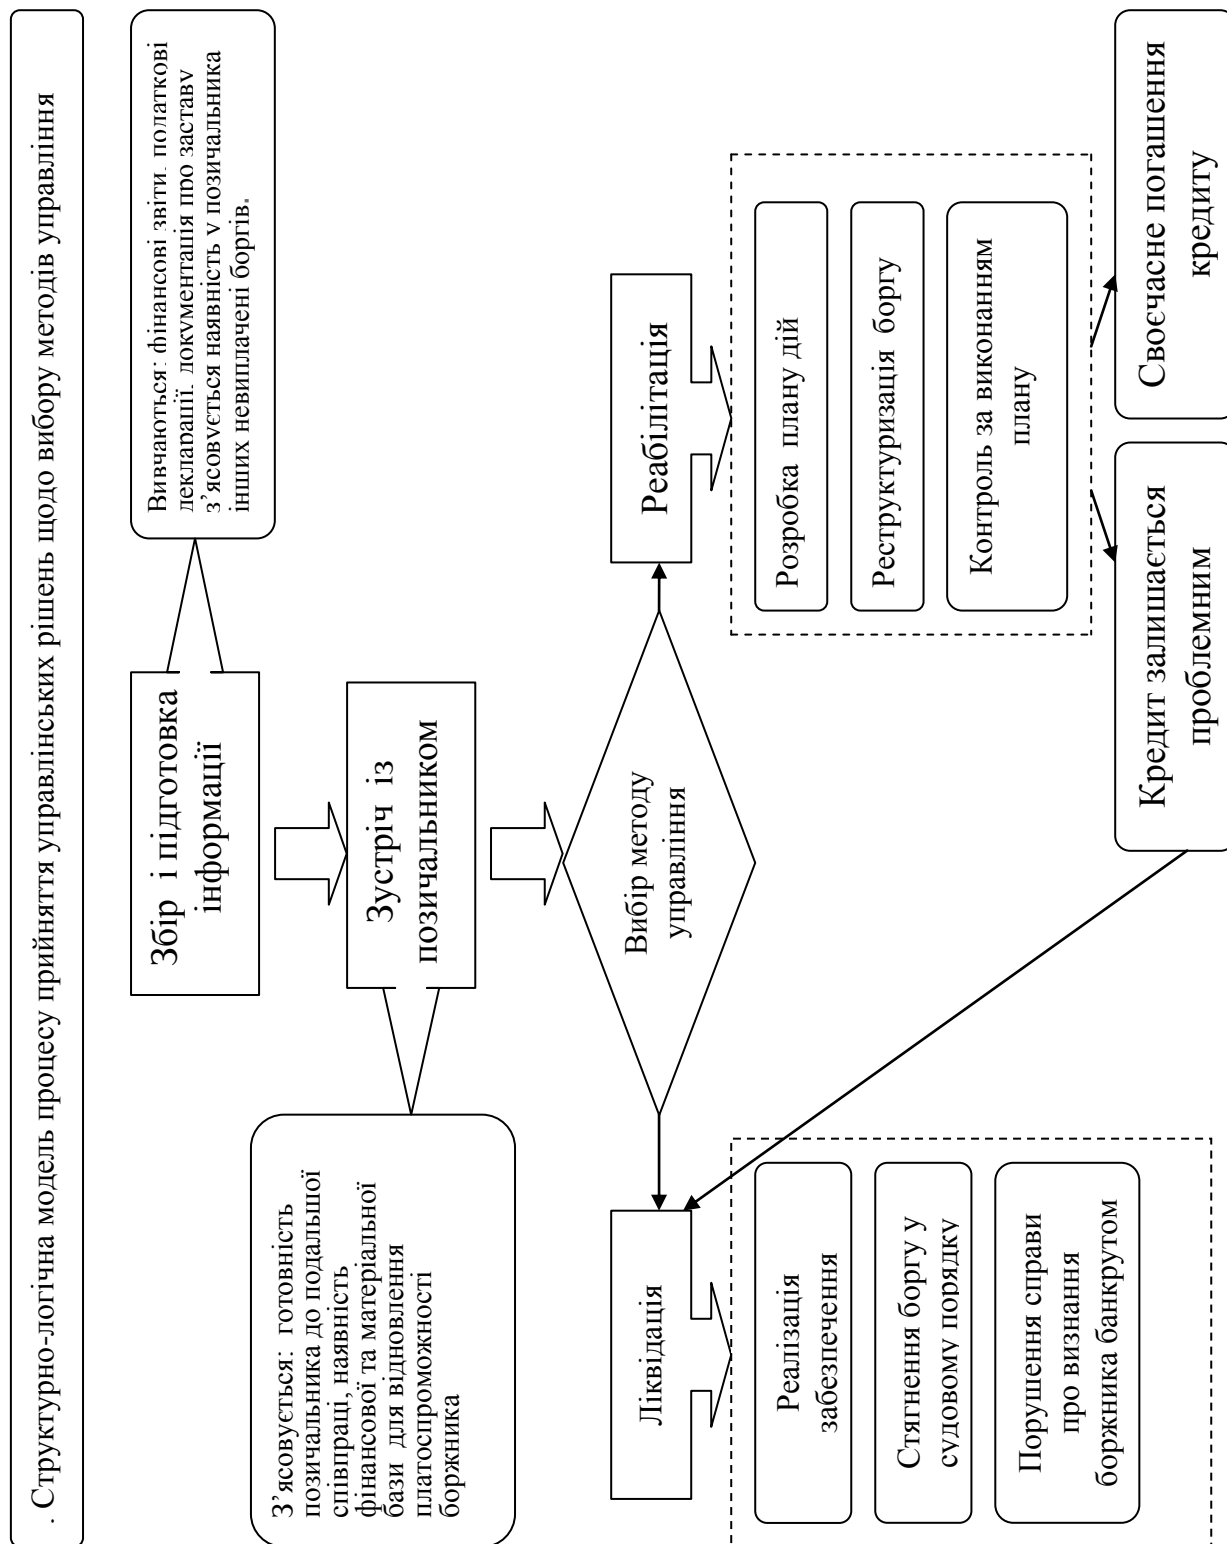 . Структурно-логічна модель процесу прийняття управлінських рішень щодо вибору методів управління
Збір і підготовка
інформації
Вивчаються: фінансові звіти, податкові
декларації, документація про заставу
з’ясовується наявність у позичальника
інших невиплачені боргів.
Зустріч із
позичальником
З’ясовується: готовність
позичальника до подальшої
співпраці, наявність
фінансової та матеріальної
бази для відновлення
платоспроможності
боржника
Вибір методу
управління
Ліквідація
Реалізація
забезпечення
Стягнення боргу у
судовому порядку
Порушення справи
про визнання
боржника банкрутом
Реабілітація
Розробка плану дій
Реструктуризація боргу
Контроль за виконанням
плану
Кредит залишається
проблемним
Своєчасне погашення
кредиту